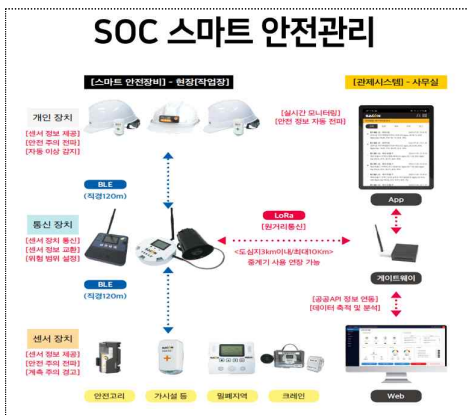 SOC 스마트 안전관리
[스마트 안전장비] - 현장[작업장]
[관제시스템] - 사무실
개인 장치
[센서 정보 제공]
[안전 주의 전파]
[자동 이상 감지]
[실시간 모니터링]
[안전 정보 자동 전파]
BLE
(직경120m)
App
통신 장치
[센서 장치 통신]
[센서 정보 교환]
[위험 범위 설정]
LoRa
[원거리통신]
<도심지3km이내/최대10Km>
중계기 사용 연장 가능
게이트웨이
BLE
(직경120m)
[공공API 정보 연동]
[데이터 축적 및 분석]
센서 장치
[센서 정보 제공]
[안전 주의 전파]
[계측 주의 경고]
안전고리
가시설 등
밀폐지역
크레인
Web